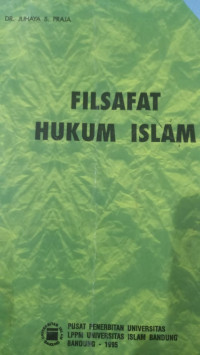 DR. JUHAYA S. PRAJA
FILSAFAT
HUKUM ISLAM
PUSAT PENERBITAN UNIVERSITAS
LPPM UNIVERSITAS ISLAM BANDUNG
BANDUNG - 1995